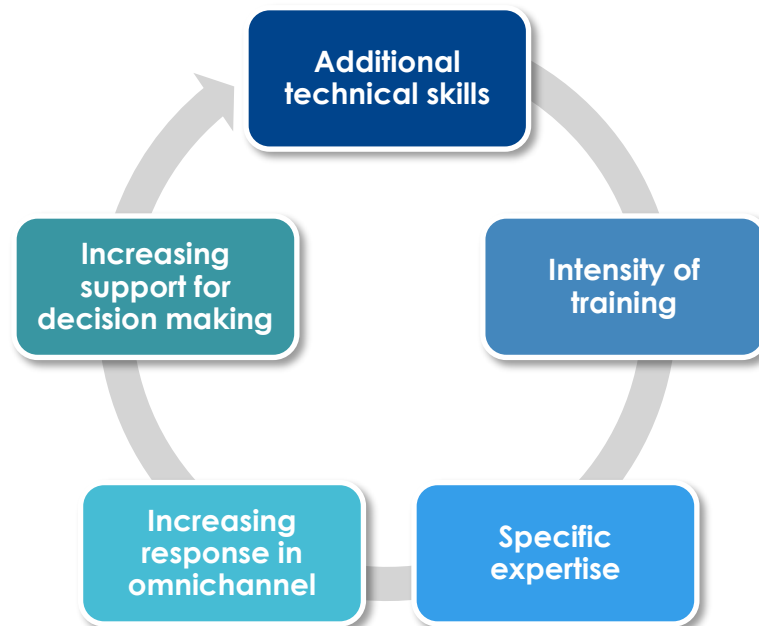 Additional
technical skills
Intensity of
training
Specific
expertise
Increasing
response in
omnichannel
Increasing
support for
decision making